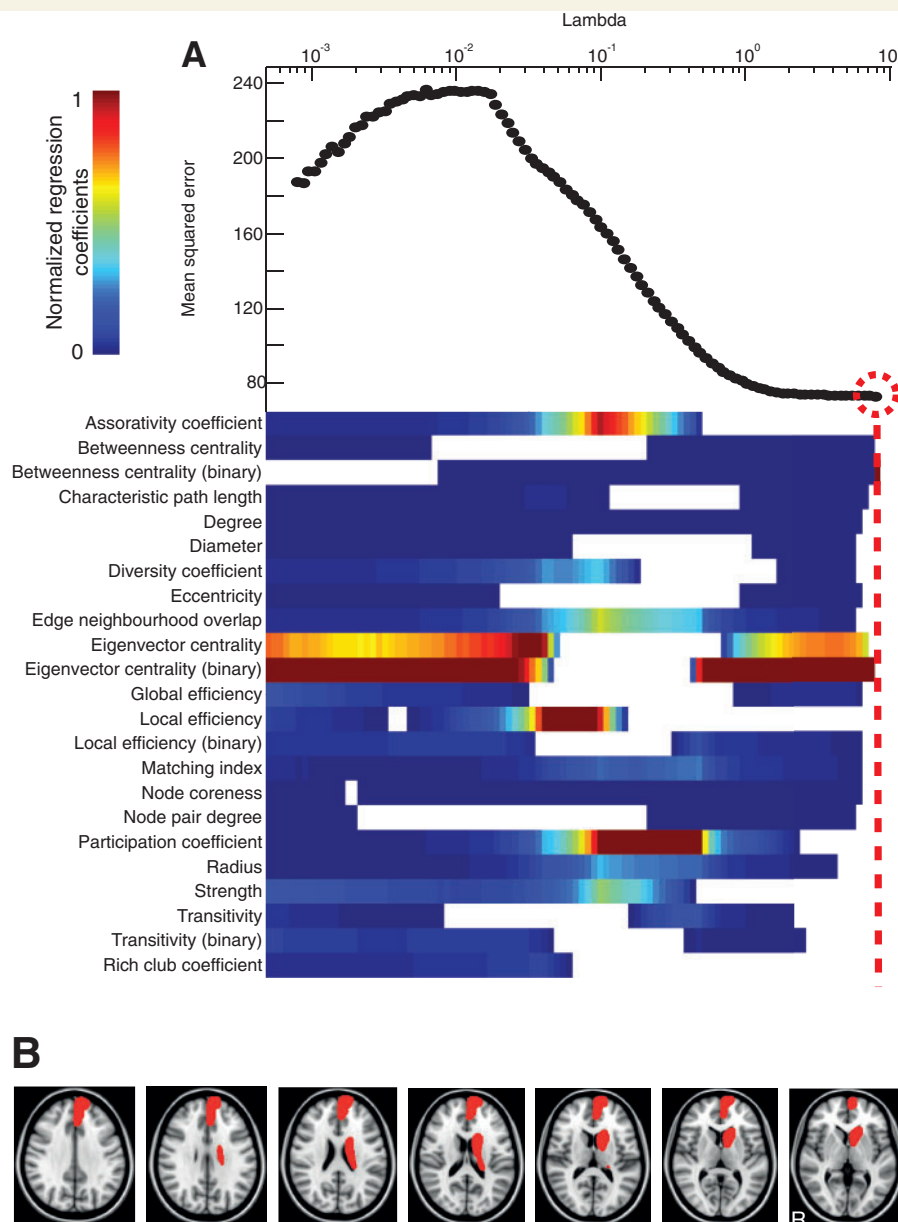 Lambda
A
10-3
10-2
10-1
100
10
Normalized regression
coefficients
1
0
Mean squared error
240
200
160
120
80
Assorativity coefficient
Betweenness centrality
Betweenness centrality (binary)
Characteristic path length
Degree
Diameter
Diversity coefficient
Eccentricity
Edge neighbourhood overlap
Eigenvector centrality
Eigenvector centrality (binary)
Global efficiency
Local efficiency
Local efficiency (binary)
Matching index
Node coreness
Node pair degree
Participation coefficient
Radius
Strength
Transitivity
Transitivity (binary)
Rich club coefficient
B
R